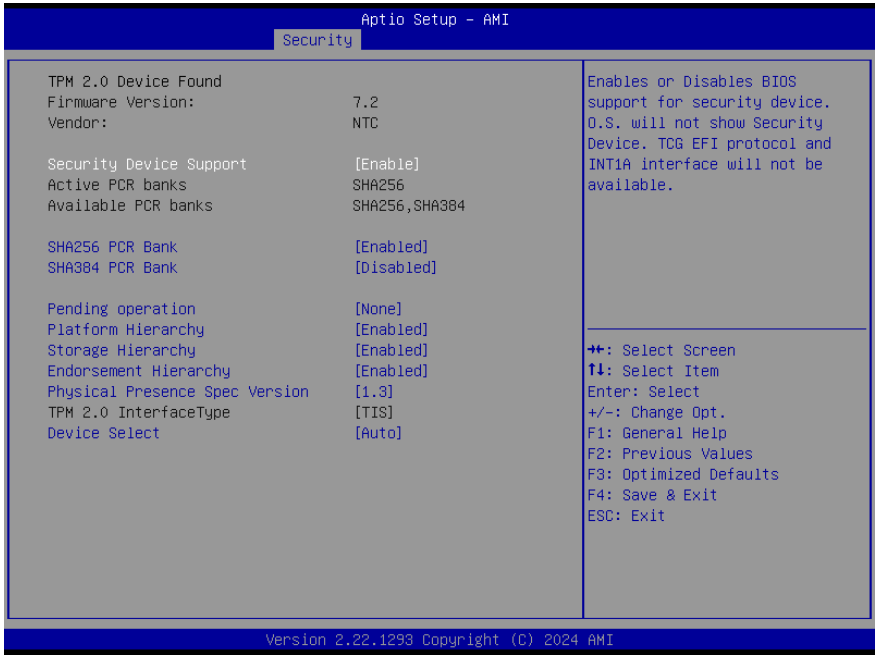 Aptio Setup - AMI
Security
TPM 2.0 Device Found
Firmware Version: 7.2
Vendor: NTC
Security Device Support [Enable]
Active PCR banks SHA256
Available PCR banks SHA256,SHA384
SHA256 PCR Bank [Enabled]
SHA384 PCR Bank [Disabled]
Pending operation [None]
Platform Hierarchy [Enabled]
Storage Hierarchy [Enabled]
Endorsement Hierarchy [Enabled]
Physical Presence Spec Version [1.3]
TPM 2.0 InterfaceType [TIS]
Device Select [Auto]
Enables or Disables BIOS
support for security device.
O.S. will not show Security
Device. TCG EFI protocol and
INT1A interface will not be
available.
→←: Select Screen
↑↓: Select Item
Enter: Select
+/-: Change Opt.
F1: General Help
F2: Previous Values
F3: Optimized Defaults
F4: Save & Exit
ESC: Exit
Version 2.22.1293 Copyright (C) 2024 AMI